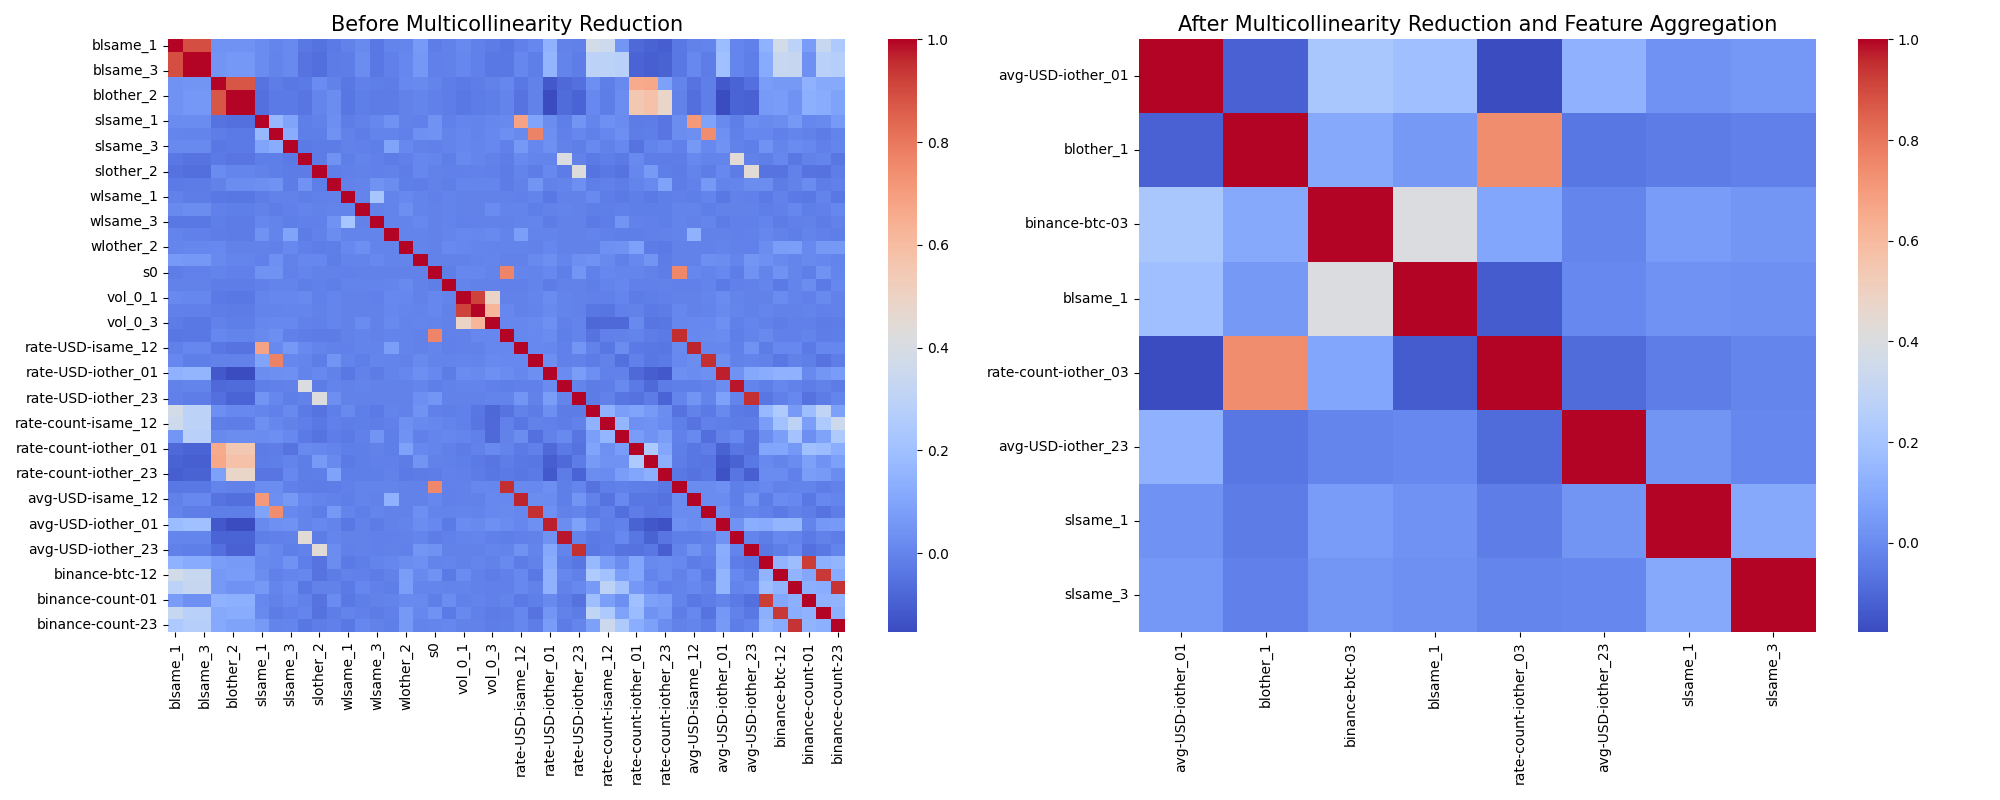 Before Multicollinearity Reduction
blsame_1
blsame_3
blother_2
slsame_1
slsame_3
slother_2
wlsame_1
wlsame_3
wlother_2
s0
vol_0_1
vol_0_3
rate-USD-isame_12
rate-USD-iother_01
rate-USD-iother_23
rate-count-isame_12
rate-count-iother_01
rate-count-iother_23
avg-USD-isame_12
avg-USD-iother_01
avg-USD-iother_23
binance-btc-12
binance-count-01
binance-count-23
blsame_1
blsame_3
blother_2
slsame_1
slsame_3
slother_2
wlsame_1
wlsame_3
wlother_2
s0
vol_0_1
vol_0_3
rate-USD-isame_12
rate-USD-iother_01
rate-USD-iother_23
rate-count-isame_12
rate-count-iother_01
rate-count-iother_23
avg-USD-isame_12
avg-USD-iother_01
avg-USD-iother_23
binance-btc-12
binance-count-01
binance-count-23
1.0
0.8
0.6
0.4
0.2
0.0
After Multicollinearity Reduction and Feature Aggregation
avg-USD-iother_01
blother_1
binance-btc-03
blsame_1
rate-count-iother_03
avg-USD-iother_23
slsame_1
slsame_3
avg-USD-iother_01
blother_1
binance-btc-03
blsame_1
rate-count-iother_03
avg-USD-iother_23
slsame_1
slsame_3
1.0
0.8
0.6
0.4
0.2
0.0